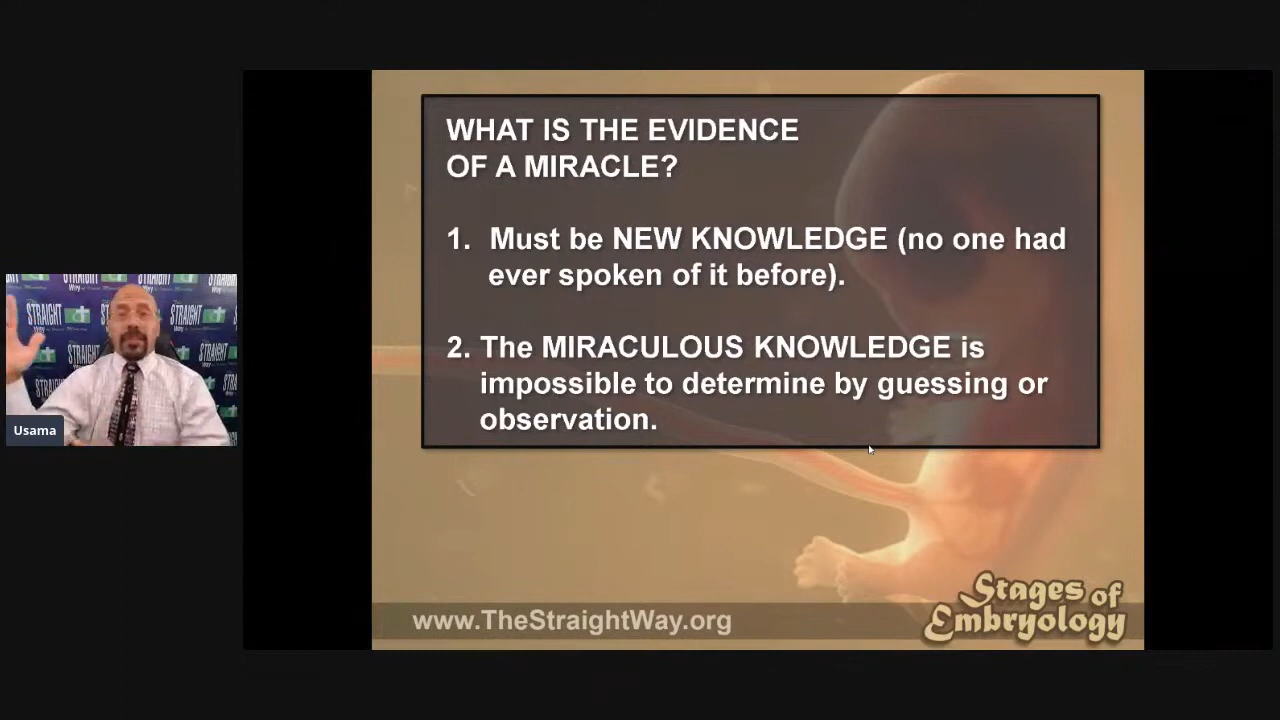 WHAT IS THE EVIDENCE
OF A MIRACLE?
1. Must be NEW KNOWLEDGE (no one had
ever spoken of it before).
2. The MIRACULOUS KNOWLEDGE is
impossible to determine by guessing or
observation.
www.TheStraightWay.org
Stages of
Embryology
STRAIGHT
Way
Usama